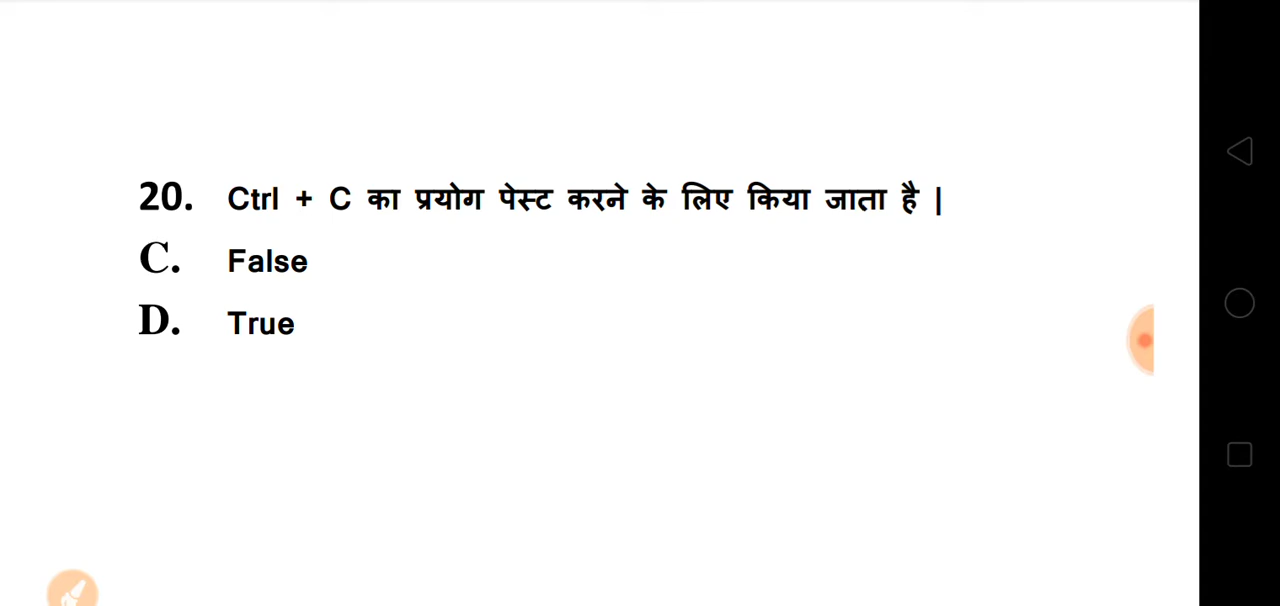 20. Ctrl + C का प्रयोग पेस्ट करने के लिए किया जाता है |
C. False
D. True